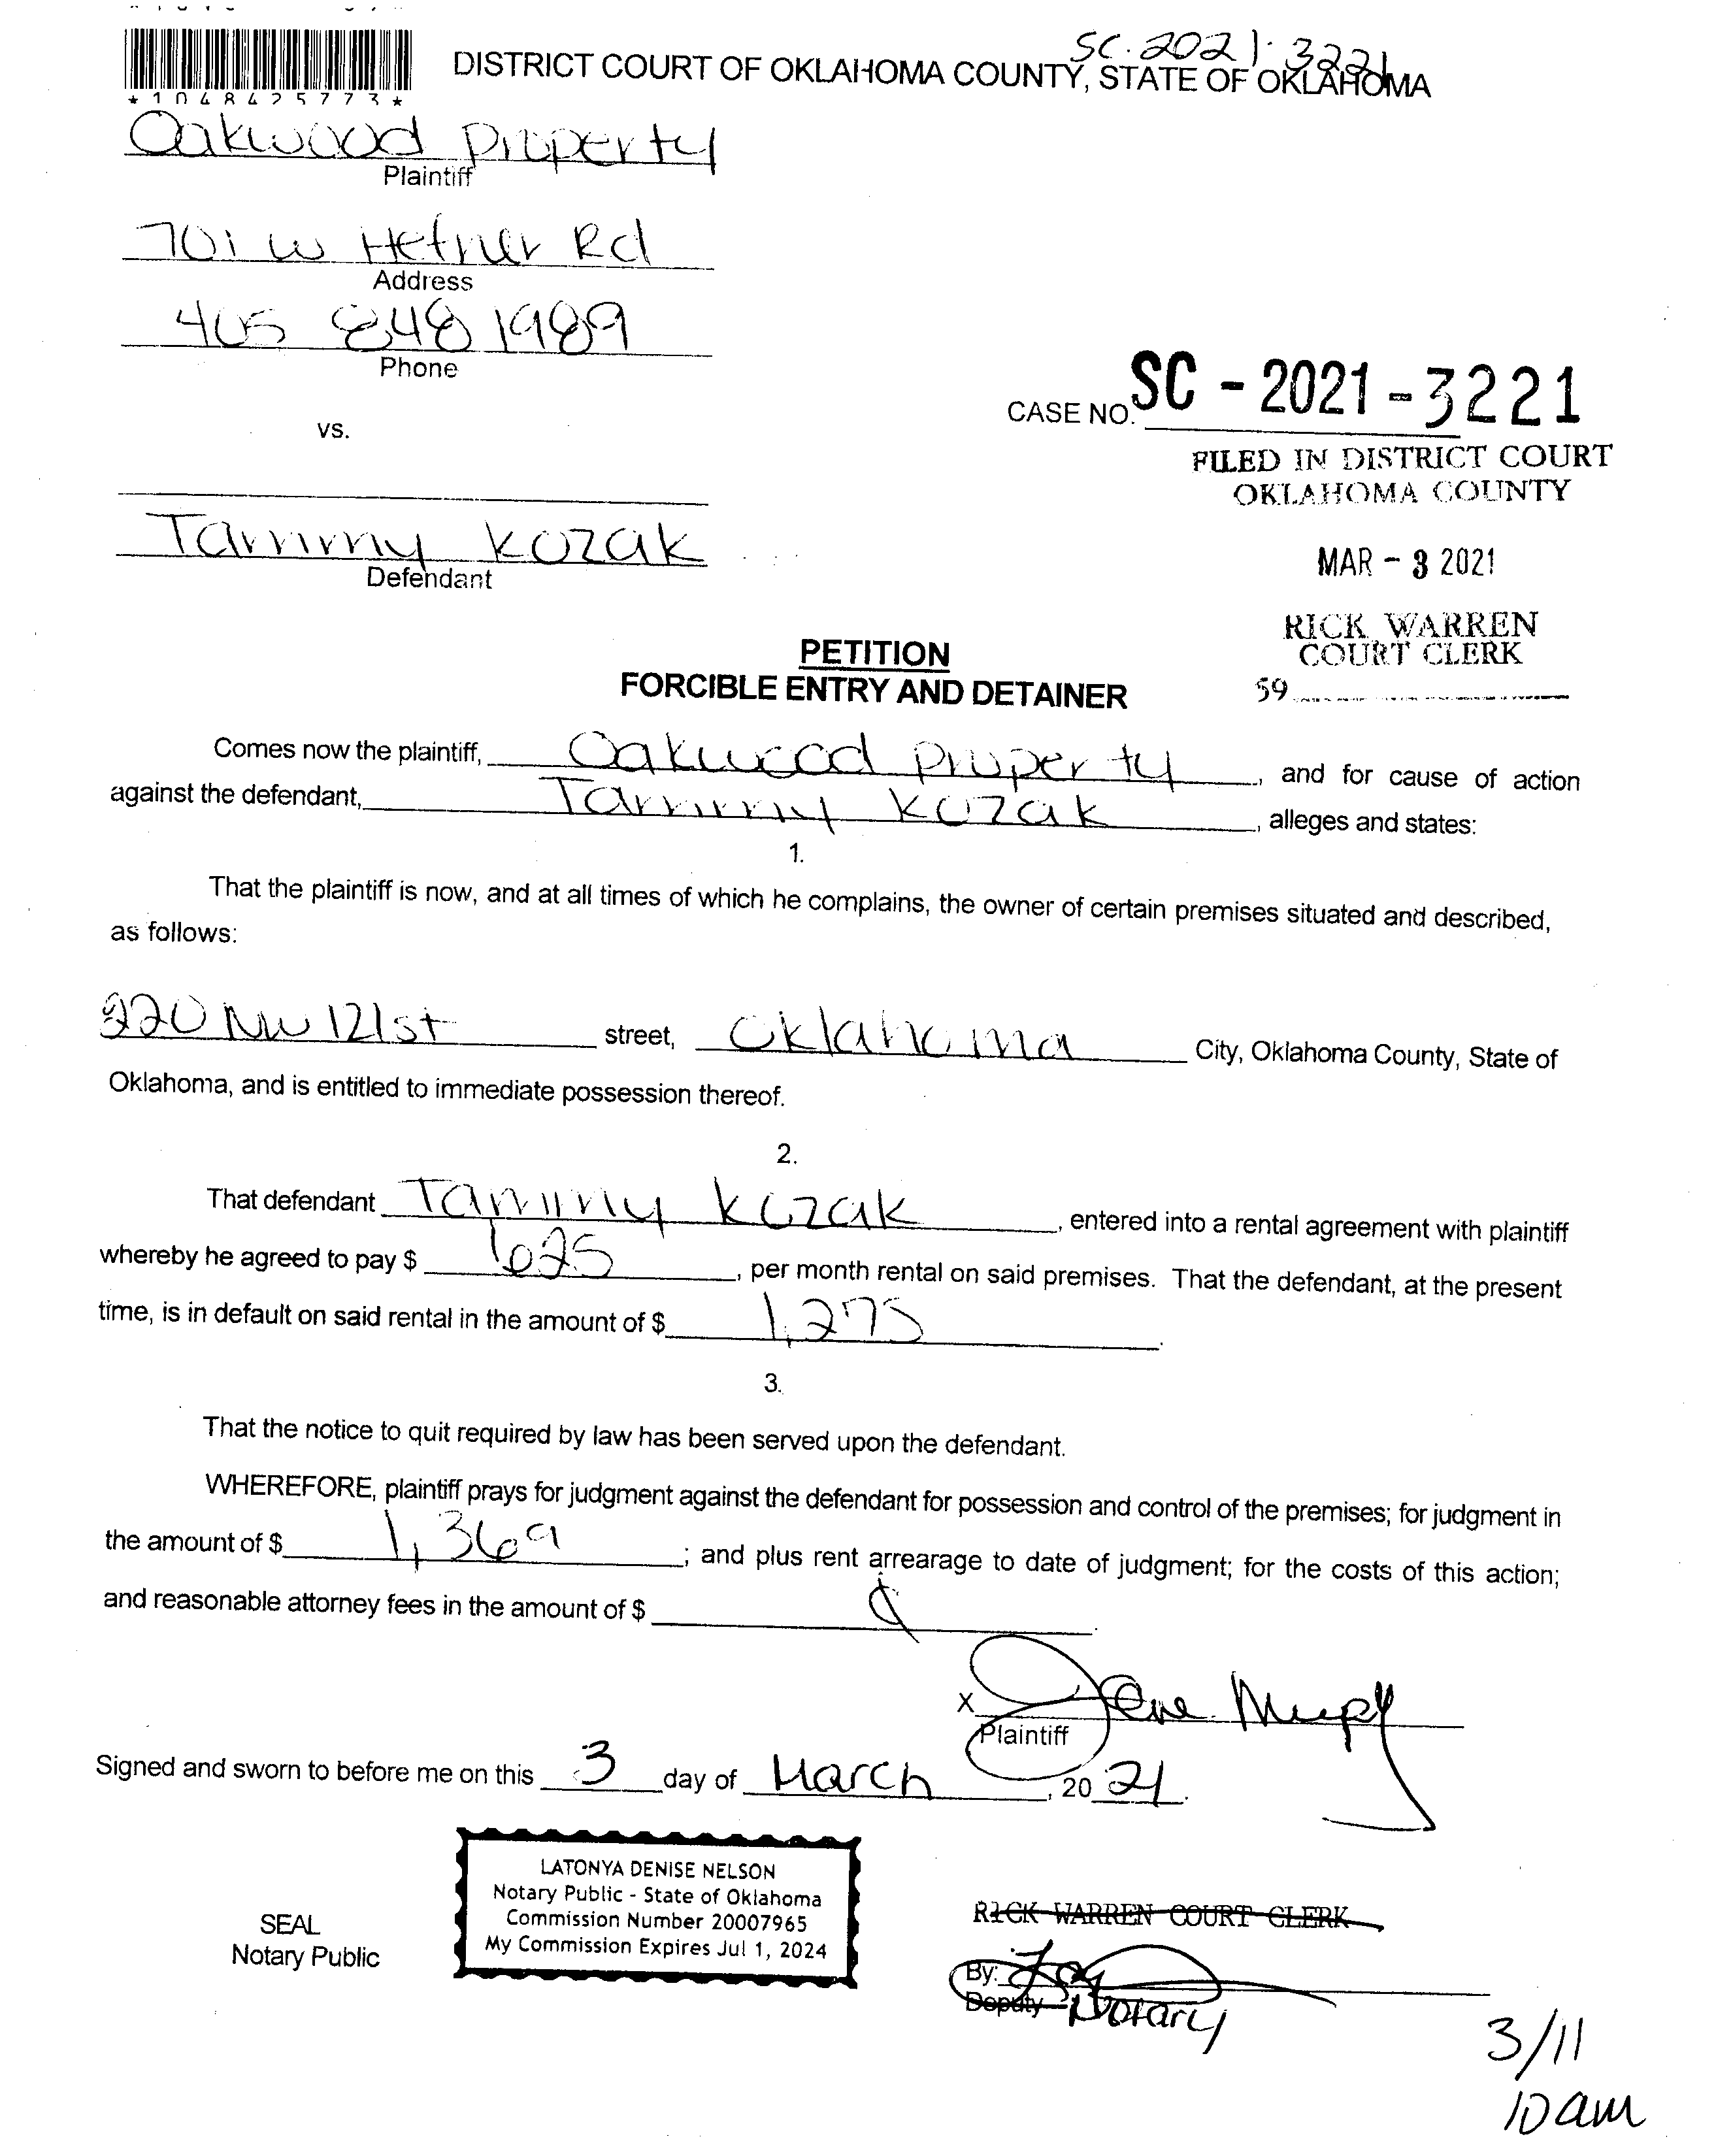 SC-2021-3221
DISTRICT COURT OF OKLAHOMA COUNTY, STATE OF OKLAHOMA
*1048425773*
Oakwood Property
Plaintiff
701 W Hefner Rd
Address
405 848 1989
Phone
CASE NO. SC - 2021 - 3221
vs.
FILED IN DISTRICT COURT
OKLAHOMA COUNTY
Tammy Kozak
Defendant
MAR - 3 2021
RICK WARREN
COURT CLERK
59
PETITION
FORCIBLE ENTRY AND DETAINER
Comes now the plaintiff, Oakwood Property, and for cause of action
against the defendant, Tammy Kozak, alleges and states:
1.
That the plaintiff is now, and at all times of which he complains, the owner of certain premises situated and described,
as follows:
220 NW 121st street, Oklahoma City, Oklahoma County, State of
Oklahoma, and is entitled to immediate possession thereof.
2.
That defendant Tammy Kozak, entered into a rental agreement with plaintiff
whereby he agreed to pay $ 625, per month rental on said premises. That the defendant, at the present
time, is in default on said rental in the amount of $ 1,275.
3.
That the notice to quit required by law has been served upon the defendant.
WHEREFORE, plaintiff prays for judgment against the defendant for possession and control of the premises; for judgment in
the amount of $ 1,369; and plus rent arrearage to date of judgment; for the costs of this action;
and reasonable attorney fees in the amount of $
X
Plaintiff
Signed and sworn to before me on this 3 day of March, 20 21.
LATONYA DENISE NELSON
Notary Public - State of Oklahoma
Commission Number 20007965
My Commission Expires Jul 1, 2024
SEAL
Notary Public
RICK WARREN COURT CLERK
By:
Deputy Notary
3/11
10am